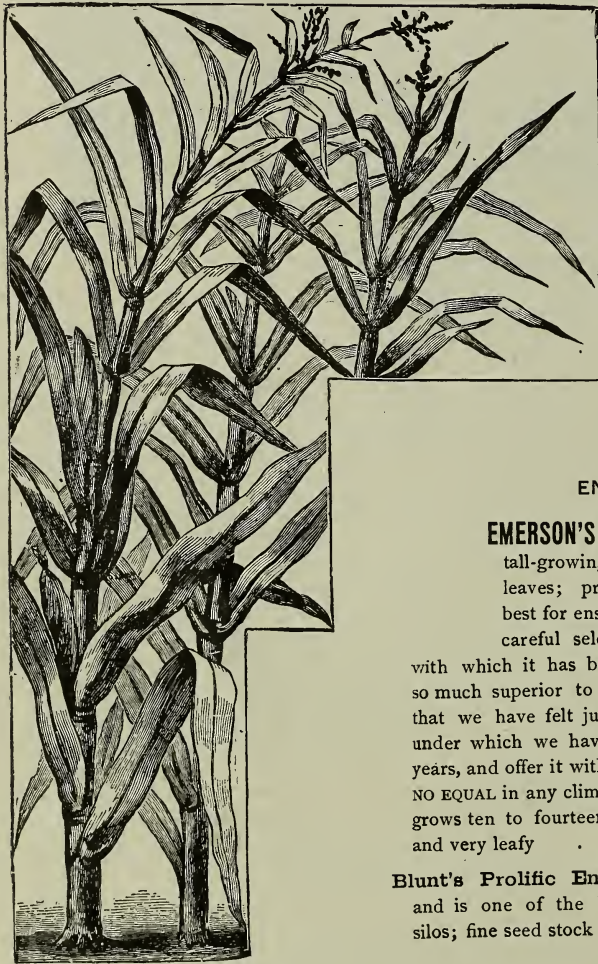 EN
EMERSON'S
tall-growin
leaves; pr
best for ens
careful sel
with which it has b
so much superior to
that we have felt ju
under which we hav
years, and offer it wit
NO EQUAL in any clim
grows ten to fourteen
and very leafy .
Blunt's Prolific En
and is one of the
silos; fine seed stock